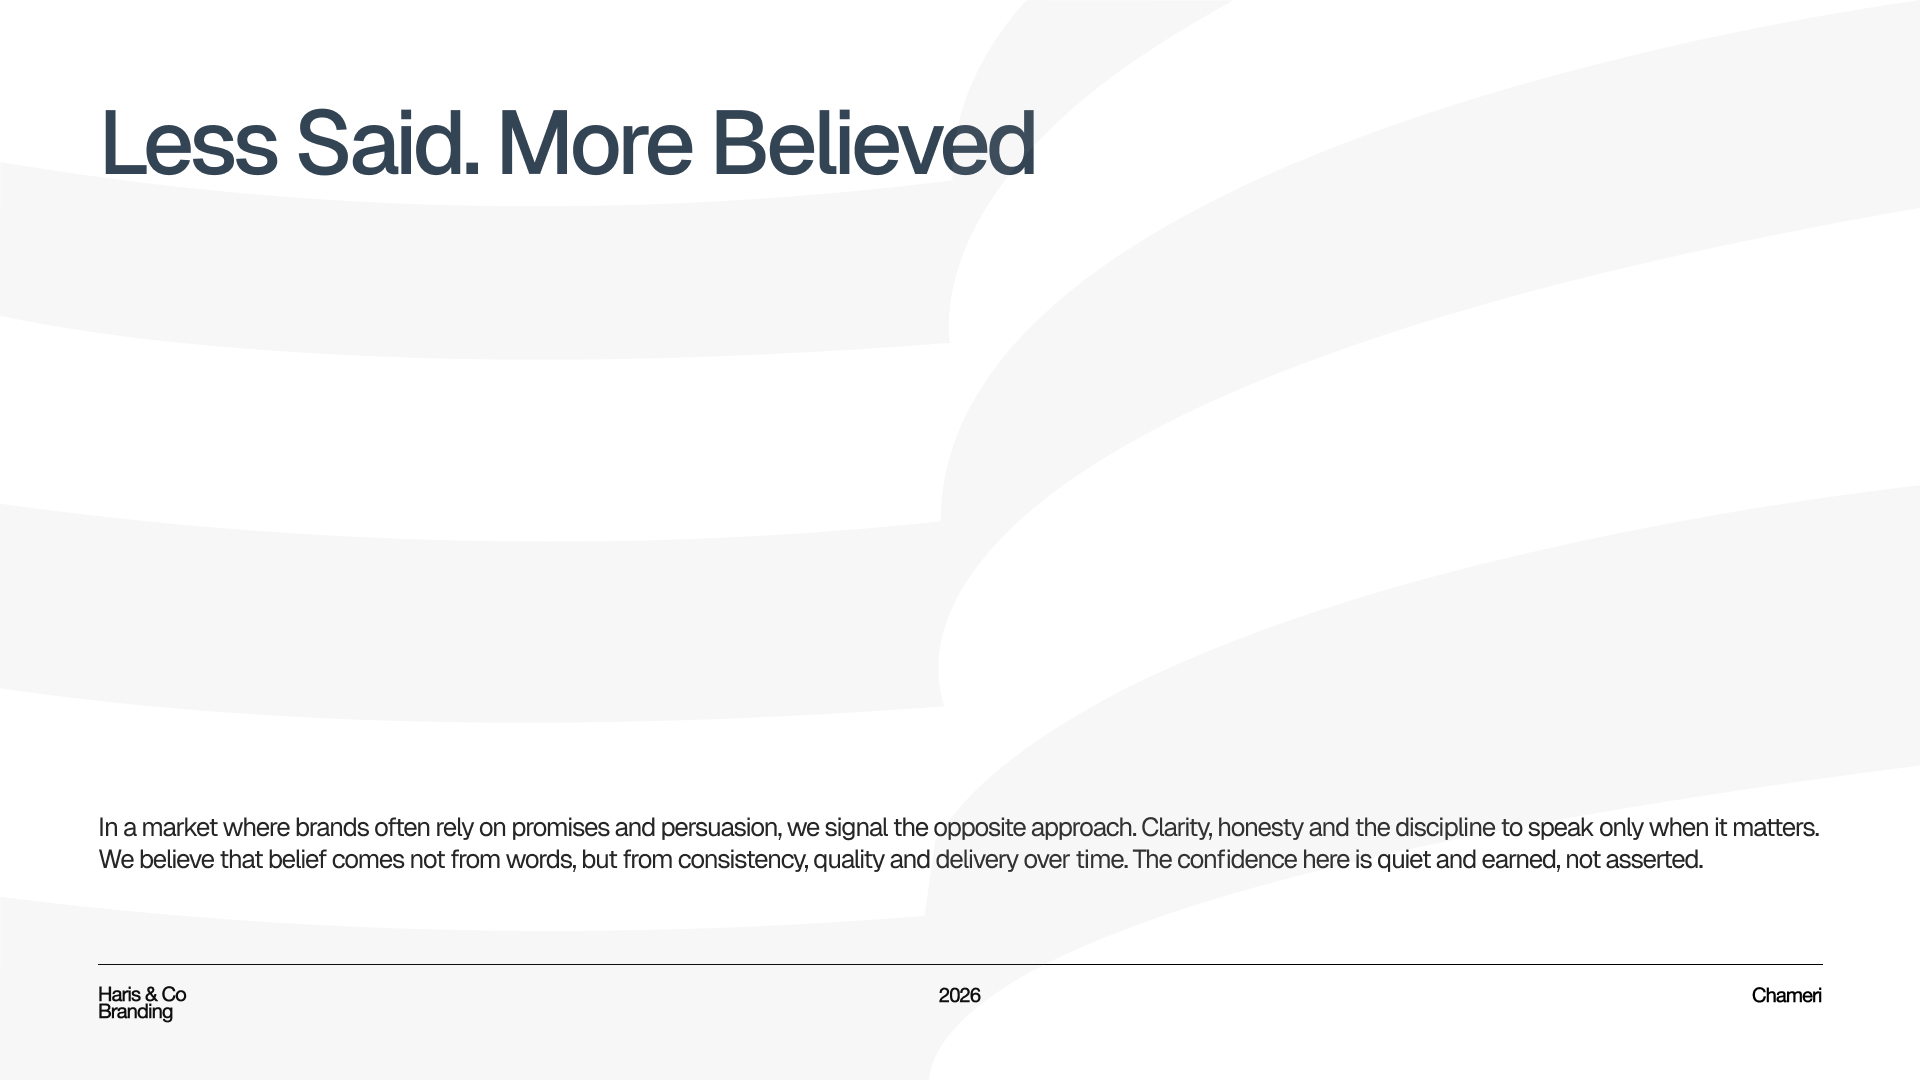 Less Said. More Believed
In a market where brands often rely on promises and persuasion, we signal the opposite approach. Clarity, honesty and the discipline to speak only when it matters.
We believe that belief comes not from words, but from consistency, quality and delivery over time. The confidence here is quiet and earned, not asserted.
Haris & Co
Branding
2026
Chameri